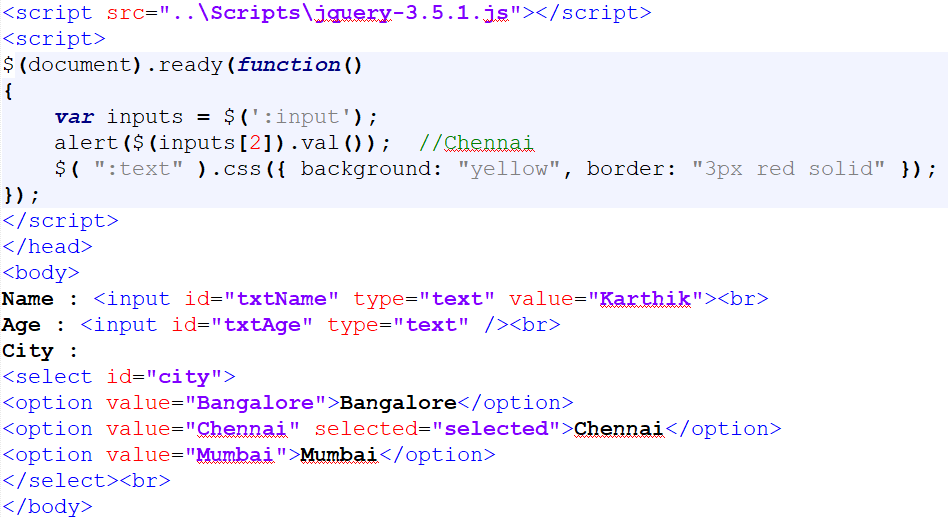 <script src="..\Scripts\jquery-3.5.1.js"></script>
<script>
$(document).ready(function()
{
    var inputs = $(':input');
    alert($(inputs[2]).val());  //Chennai
    $( ":text" ).css({ background: "yellow", border: "3px red solid" });
});
</script>
</head>
<body>
Name : <input id="txtName" type="text" value="Karthik"><br>
Age : <input id="txtAge" type="text" /><br>
City :
<select id="city">
<option value="Bangalore">Bangalore</option>
<option value="Chennai" selected="selected">Chennai</option>
<option value="Mumbai">Mumbai</option>
</select><br>
</body>